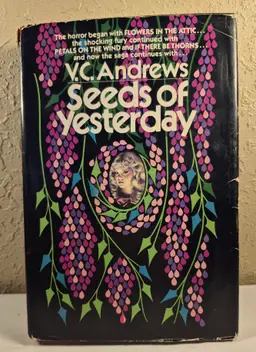 The horror began with FLOWERS IN THE ATTIC...
the shocking fury continued with
PETALS ON THE WIND and IF THERE BE THORNS...
and now the saga continues with...
V.C. Andrews
Seeds of
Yesterday